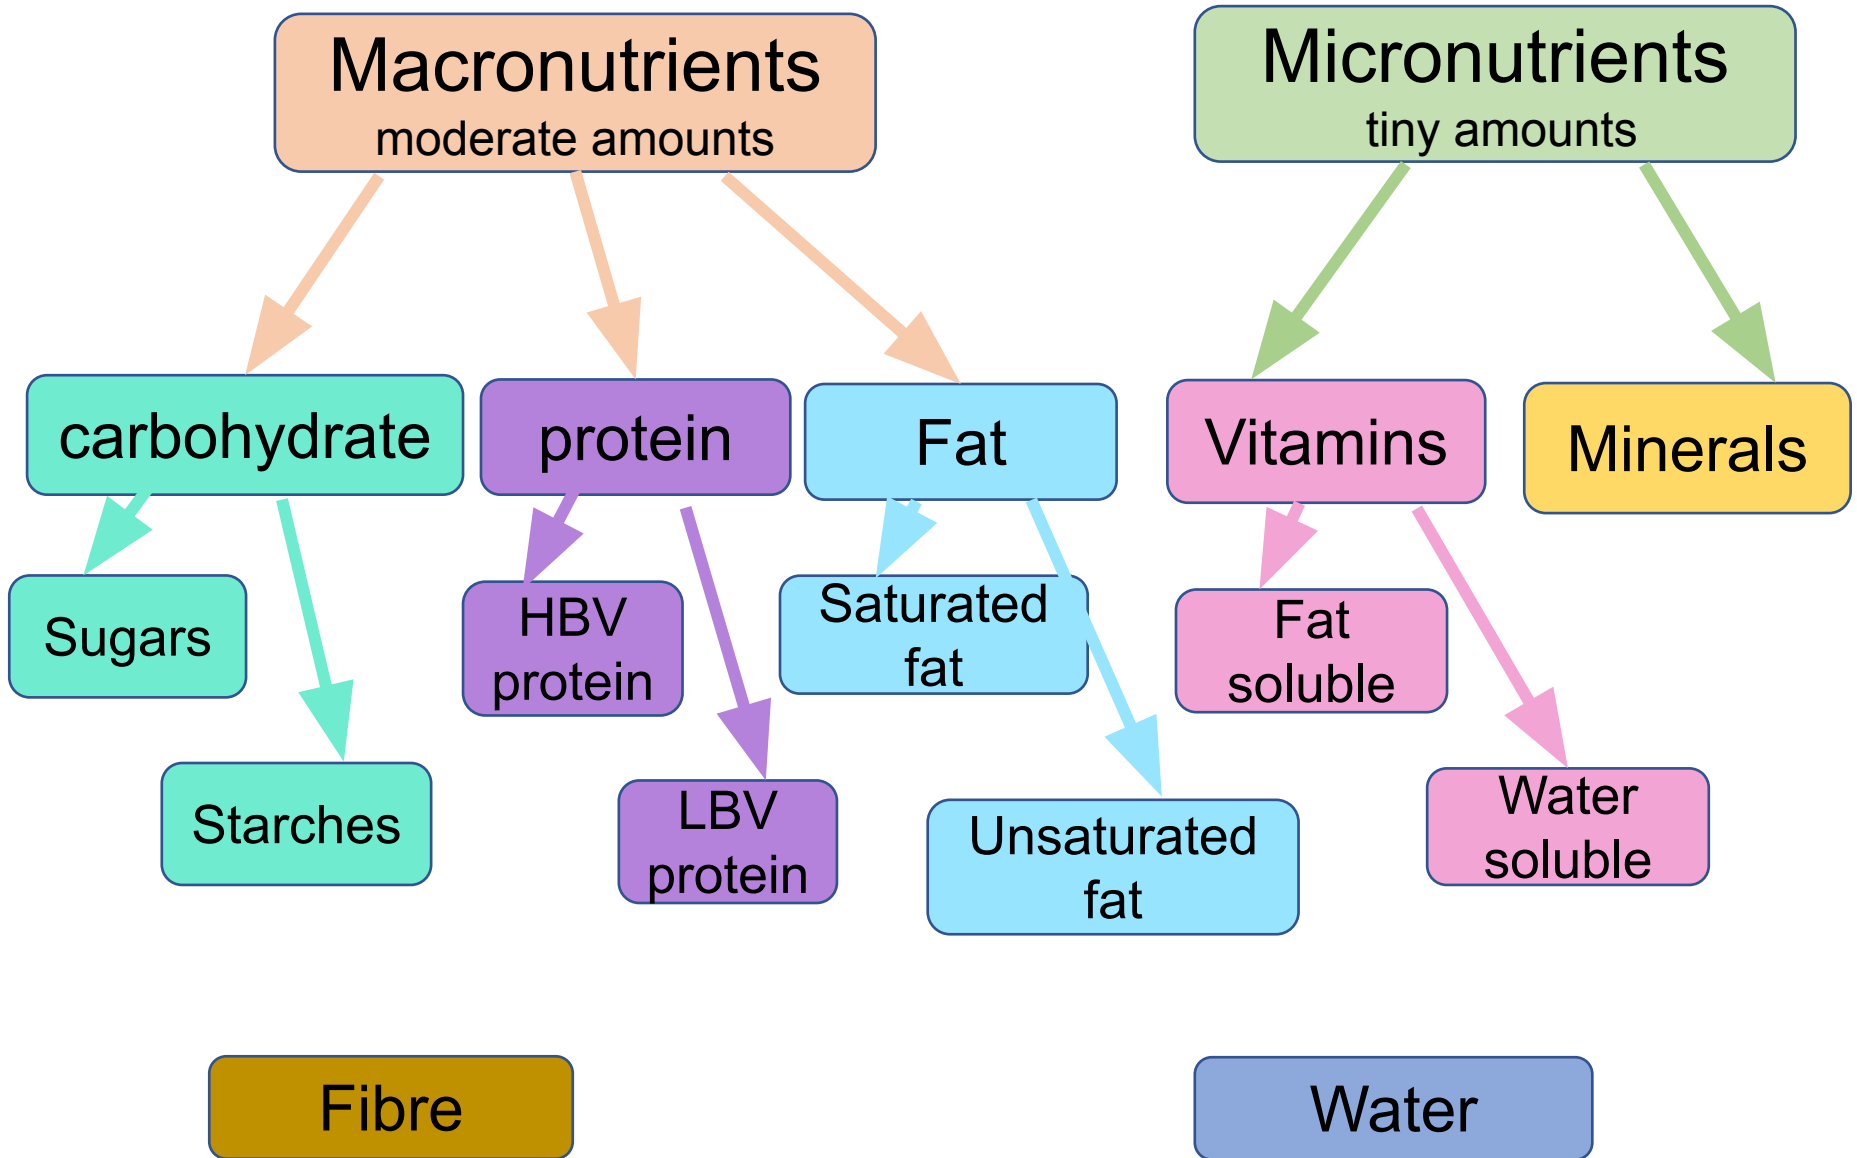 Macronutrients
moderate amounts
Micronutrients
tiny amounts
carbohydrate
protein
Fat
Vitamins
Minerals
Sugars
HBV
protein
Saturated
fat
Fat
soluble
Starches
LBV
protein
Unsaturated
fat
Water
soluble
Fibre
Water